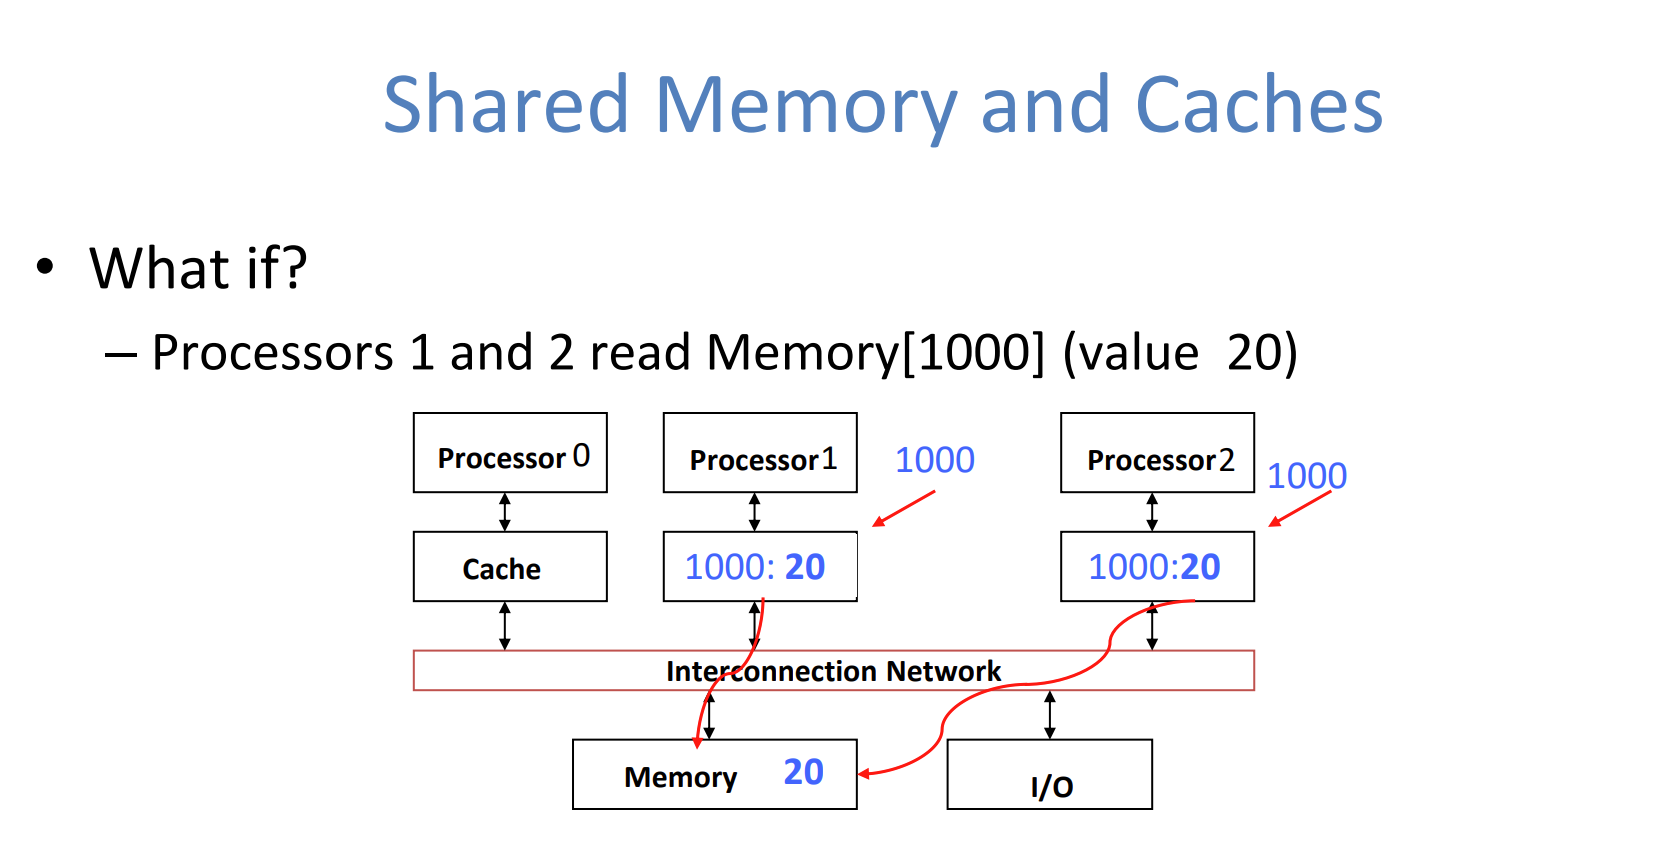 Shared Memory and Caches
• What if?
– Processors 1 and 2 read Memory[1000] (value 20)
Processor 0
Processor 1
1000
Processor 2
1000
Cache
1000: 20
1000:20
Interconnection Network
Memory 20
I/O